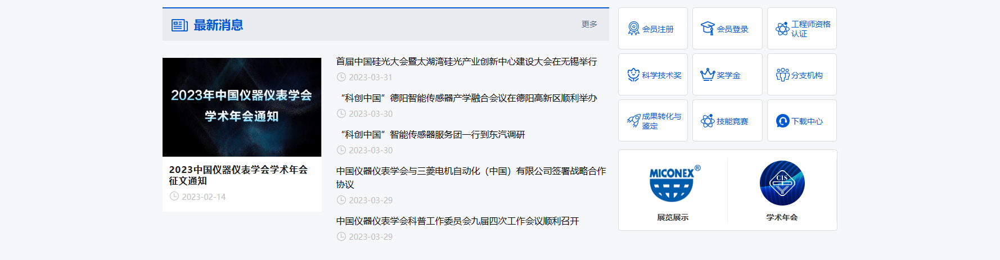 最新消息
更多
2023年中国仪器仪表学会
学术年会通知
2023中国仪器仪表学会学术年会
征文通知
2023-02-14
首届中国硅光大会暨太湖湾硅光产业创新中心建设大会在无锡举行
2023-03-31
“科创中国”德阳智能传感器产学融合会议在德阳高新区顺利举办
2023-03-30
“科创中国”智能传感器服务团一行到东汽调研
2023-03-30
中国仪器仪表学会与三菱电机自动化（中国）有限公司签署战略合作
协议
2023-03-29
中国仪器仪表学会科普工作委员会九届四次工作会议顺利召开
2023-03-29
会员注册
会员登录
工程师资格
认证
科学技术奖
奖学金
分支机构
成果转化与
鉴定
技能竞赛
下载中心
MICONEX®
展览展示
CIS
学术年会